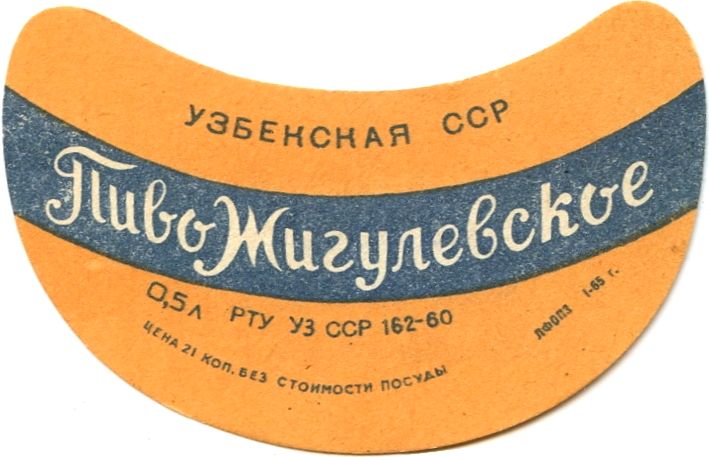 УЗБЕКСКАЯ ССР
Пиво Жигулевское
0,5л РТУ УЗ ССР 162-60
ЦЕНА 21 КОП. БЕЗ СТОИМОСТИ ПОСУДЫ
ЛФОПЗ 1-65 г.